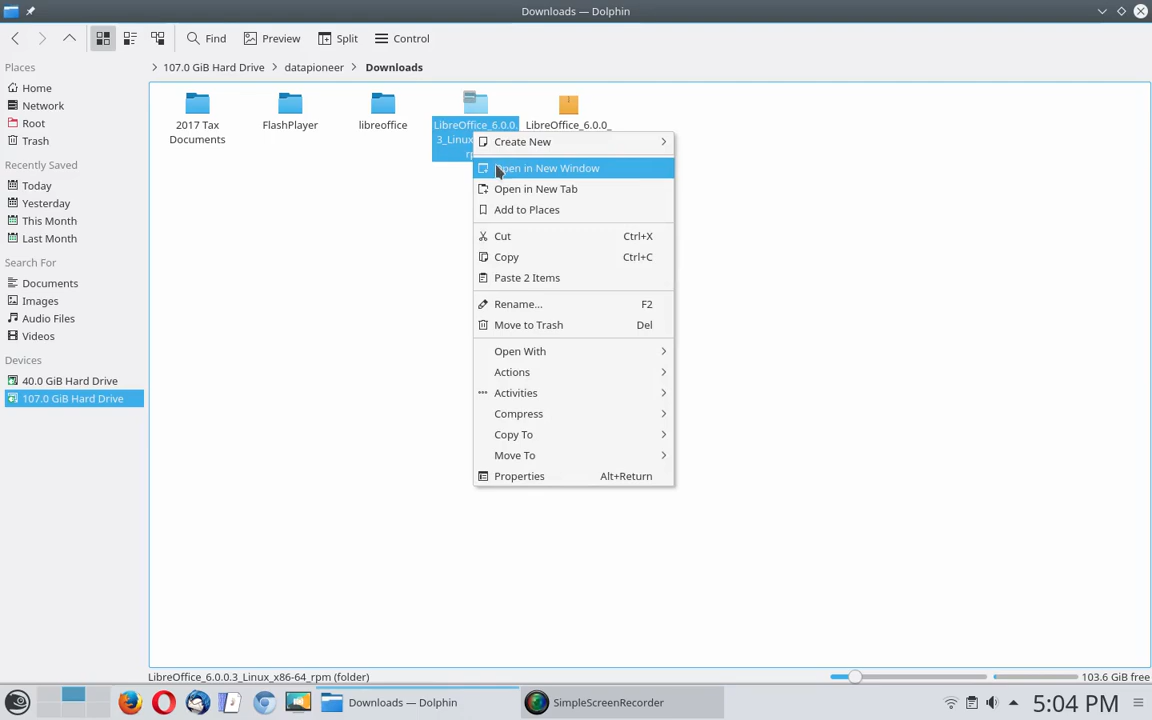 Downloads — Dolphin
Find
Preview
Split
Control
Places
Home
Network
Root
Trash
Recently Saved
Today
Yesterday
This Month
Last Month
Search For
Documents
Images
Audio Files
Videos
Devices
40.0 GiB Hard Drive
107.0 GiB Hard Drive
107.0 GiB Hard Drive > datapioneer > Downloads
2017 Tax
Documents
FlashPlayer
libreoffice
LibreOffice_6.0.0.
3_Linux
LibreOffice_6.0.0_
Create New
Open in New Window
Open in New Tab
Add to Places
Cut Ctrl+X
Copy Ctrl+C
Paste 2 Items
Rename... F2
Move to Trash Del
Open With
Actions
Activities
Compress
Copy To
Move To
Properties Alt+Return
LibreOffice_6.0.0.3_Linux_x86-64_rpm (folder)
103.6 GiB free
Downloads — Dolphin
SimpleScreenRecorder
5:04 PM